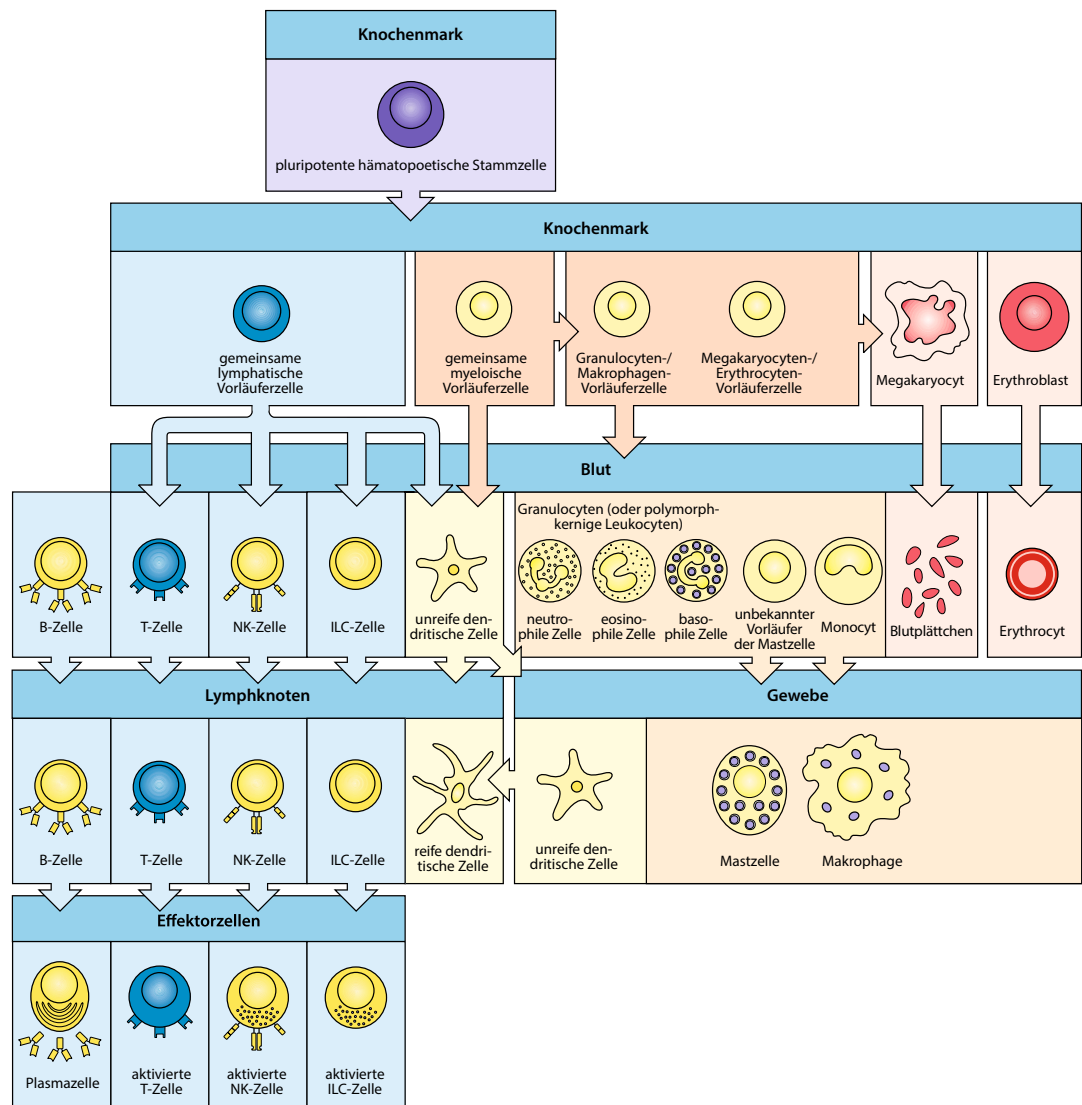 Knochenmark
pluripotente hämatopoetische Stammzelle
Knochenmark
gemeinsame
lymphatische
Vorläuferzelle
gemeinsame
myeloische
Vorläuferzelle
Granulocyten-/
Makrophagen-
Vorläuferzelle
Megakaryocyten-/
Erythrocyten-
Vorläuferzelle
Megakaryocyt
Erythroblast
Blut
B-Zelle
T-Zelle
NK-Zelle
ILC-Zelle
unreife den-
dritische Zelle
Granulocyten (oder polymorph-
kernige Leukocyten)
neutro-
phile Zelle
eosino-
phile Zelle
baso-
phile Zelle
unbekannter
Vorläufer
der Mastzelle
Monocyt
Blutplättchen
Erythrocyt
Lymphknoten
B-Zelle
T-Zelle
NK-Zelle
ILC-Zelle
reife dendri-
tische Zelle
Gewebe
unreife den-
dritische Zelle
Mastzelle
Makrophage
Effektorzellen
Plasmazelle
aktivierte
T-Zelle
aktivierte
NK-Zelle
aktivierte
ILC-Zelle